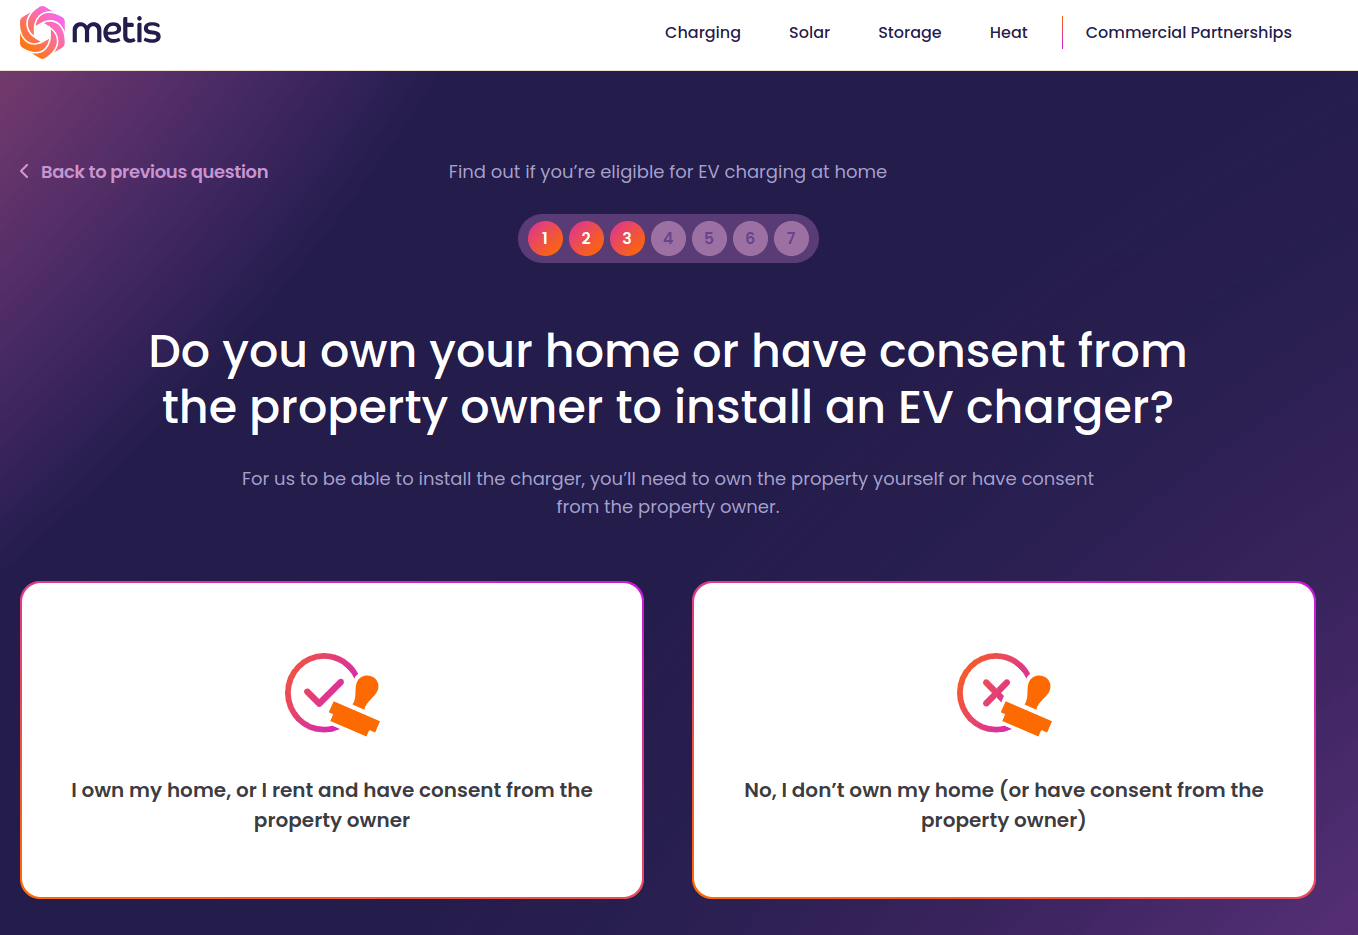 metis
Charging
Solar
Storage
Heat
Commercial Partnerships
Back to previous question
Find out if you’re eligible for EV charging at home
1 2 3 4 5 6 7
Do you own your home or have consent from
the property owner to install an EV charger?
For us to be able to install the charger, you’ll need to own the property yourself or have consent
from the property owner.
I own my home, or I rent and have consent from the
property owner
No, I don’t own my home (or have consent from the
property owner)